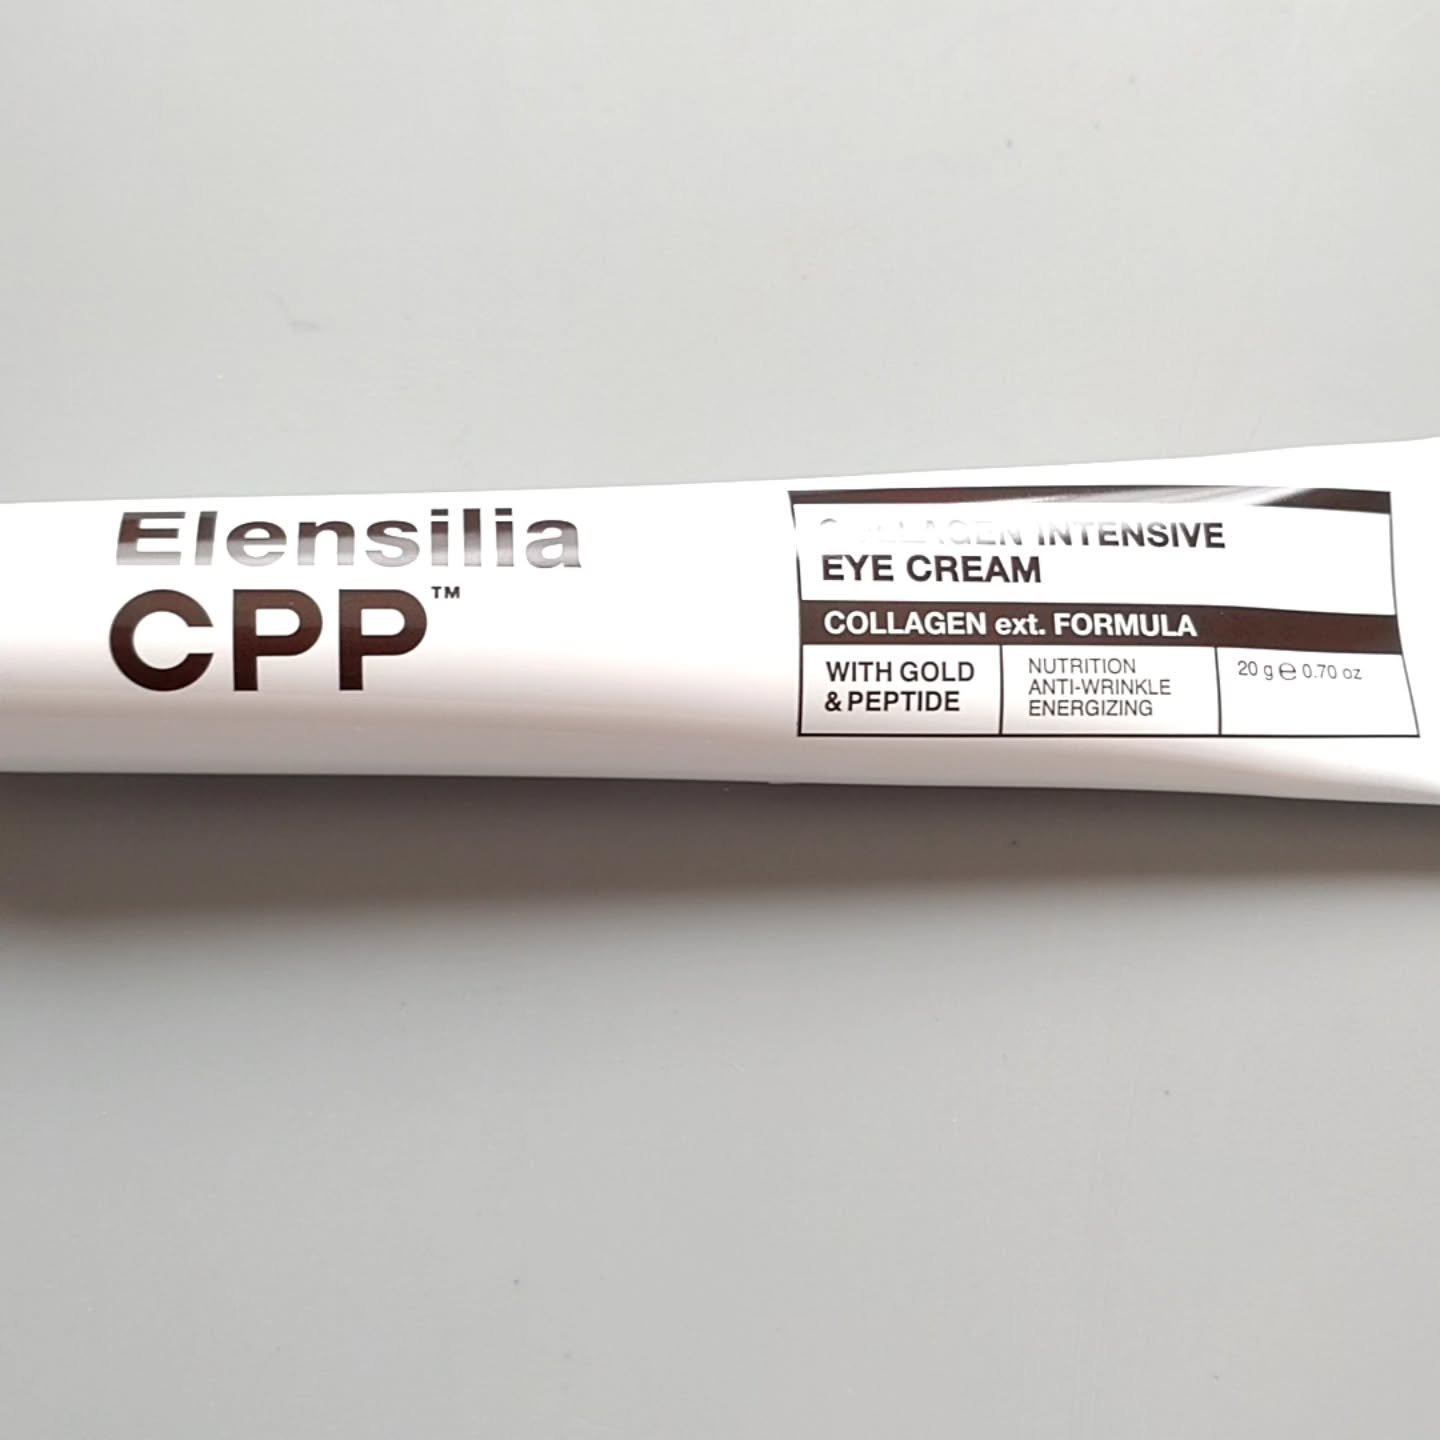 Elensilia
CPP™
COLLAGEN INTENSIVE
EYE CREAM
COLLAGEN ext. FORMULA
WITH GOLD
& PEPTIDE
NUTRITION
ANTI-WRINKLE
ENERGIZING
20 g ℮ 0.70 oz